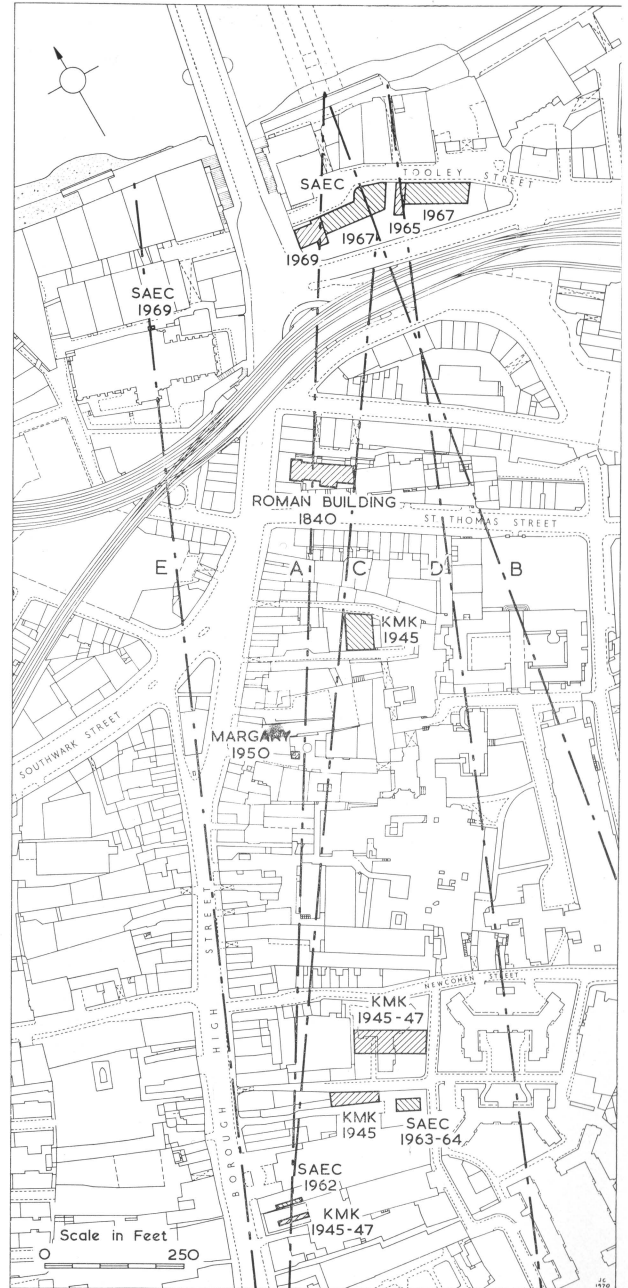 SAEC
TOOLEY STREET
1967
1965
1967
1969
SAEC
1969
ROMAN BUILDING
1840
ST. THOMAS STREET
E
A
C
D
B
KMK
1945
SOUTHWARK STREET
MARGARY
1950
BOROUGH HIGH STREET
NEWCOMEN STREET
KMK
1945-47
KMK
1945
SAEC
1963-64
SAEC
1962
KMK
1945-47
Scale in Feet
0 250
JC
1970